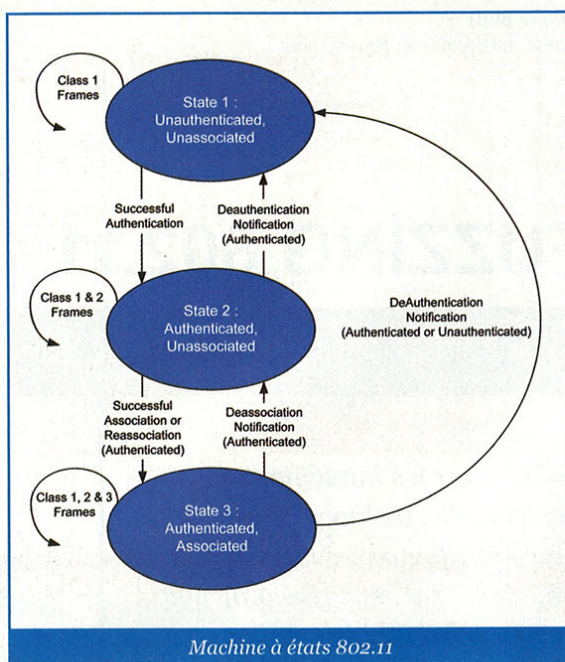 Class 1
Frames
State 1 :
Unauthenticated,
Unassociated
Successful
Authentication
Deauthentication
Notification
(Authenticated)
Class 1 & 2
Frames
State 2 :
Authenticated,
Unassociated
DeAuthentication
Notification
(Authenticated or Unauthenticated)
Successful
Association or
Reassociation
(Authenticated)
Deassociation
Notification
(Authenticated)
Class 1, 2 & 3
Frames
State 3 :
Authenticated,
Associated
Machine à états 802.11